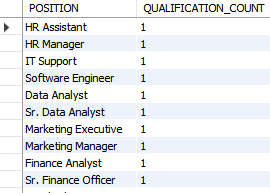 POSITION QUALIFICATION_COUNT
HR Assistant 1
HR Manager 1
IT Support 1
Software Engineer 1
Data Analyst 1
Sr. Data Analyst 1
Marketing Executive 1
Marketing Manager 1
Finance Analyst 1
Sr. Finance Officer 1